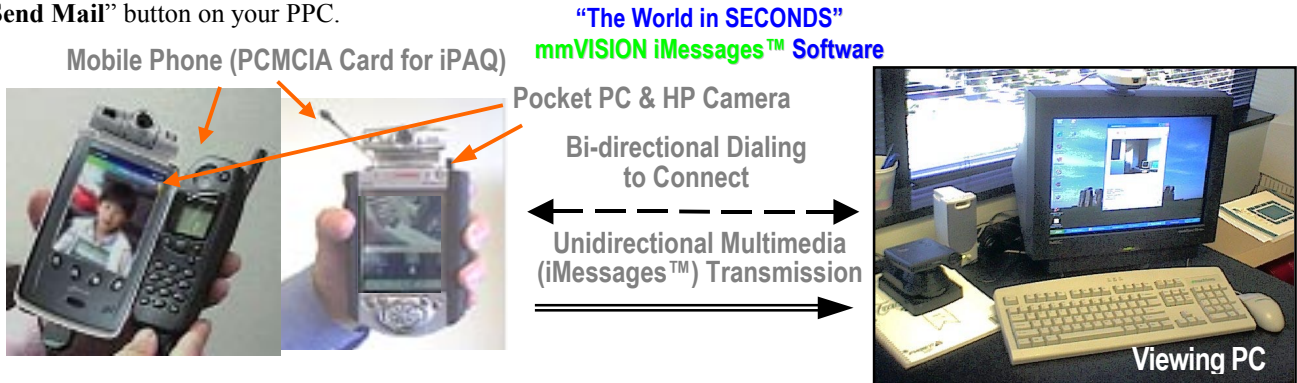 Send Mail” button on your PPC.
“The World in SECONDS”
mmVISION iMessages™ Software
Mobile Phone (PCMCIA Card for iPAQ)
Pocket PC & HP Camera
Bi-directional Dialing
to Connect
Unidirectional Multimedia
(iMessages™) Transmission
Viewing PC